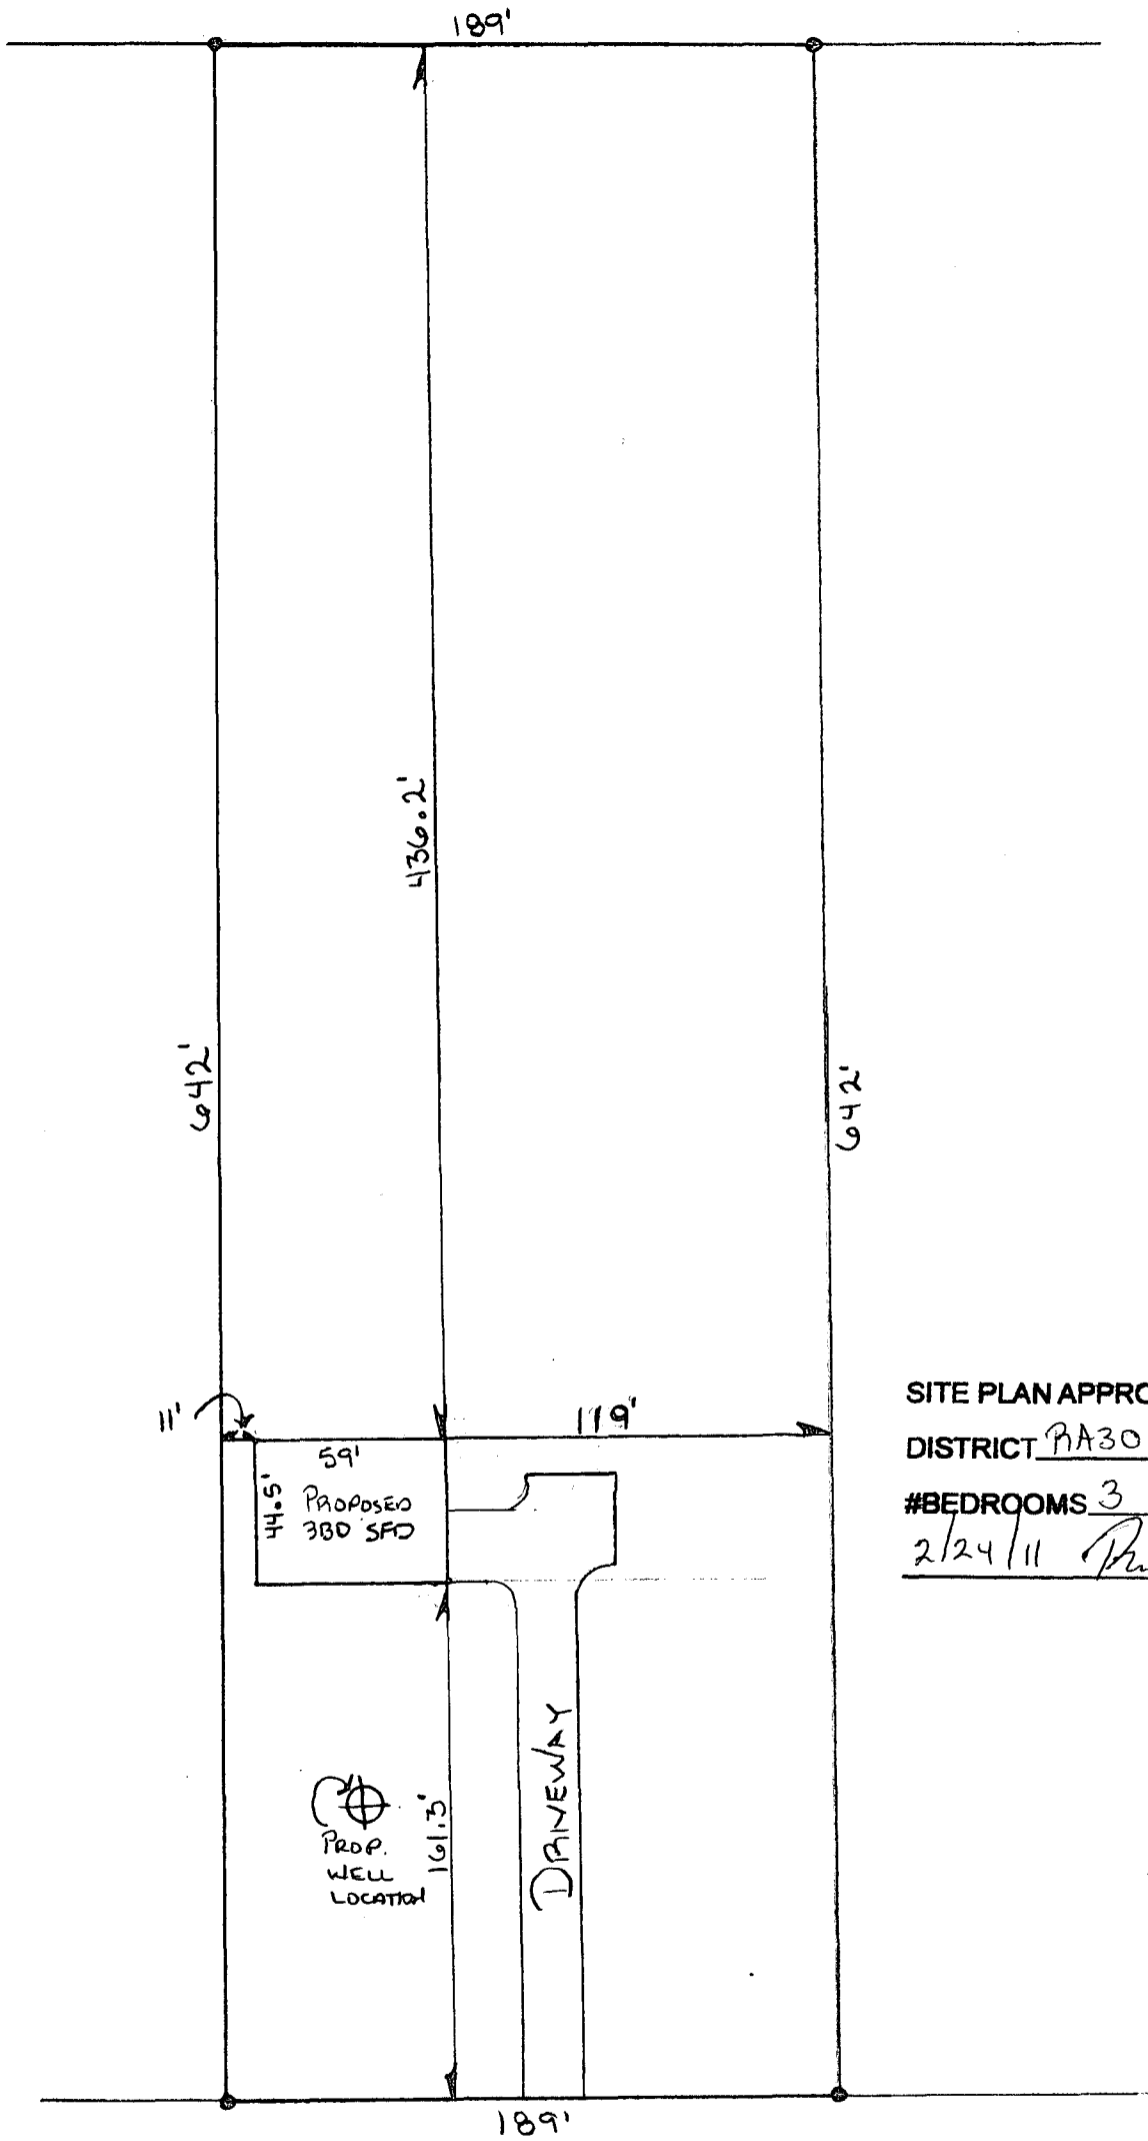 189'
436.2'
642'
642'
11'
119'
59'
44.5'
PROPOSED
3BD SFD
SITE PLAN APPRO
DISTRICT RA30
#BEDROOMS 3
2/24/11
161.3'
PROP.
WELL
LOCATION
DRIVEWAY
189'